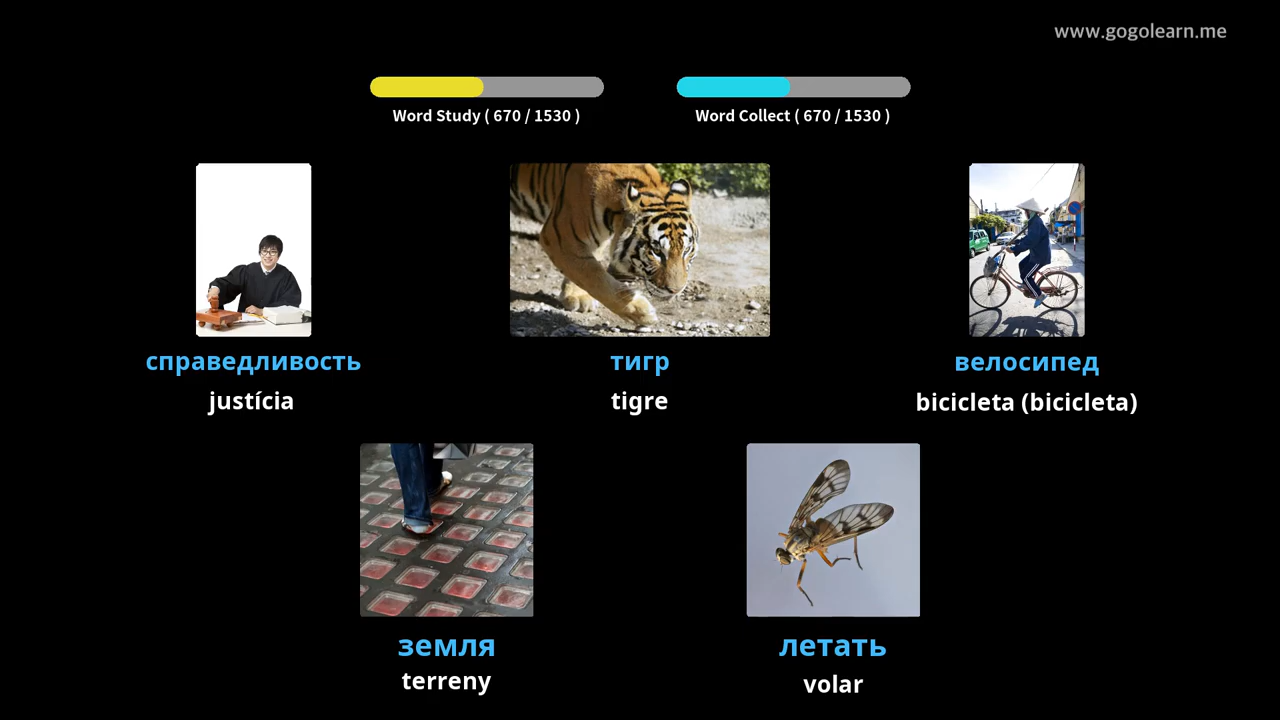 www.gogolearn.me
Word Study ( 670 / 1530 )
Word Collect ( 670 / 1530 )
справедливость
justícia
тигр
tigre
велосипед
bicicleta (bicicleta)
земля
terreny
летать
volar